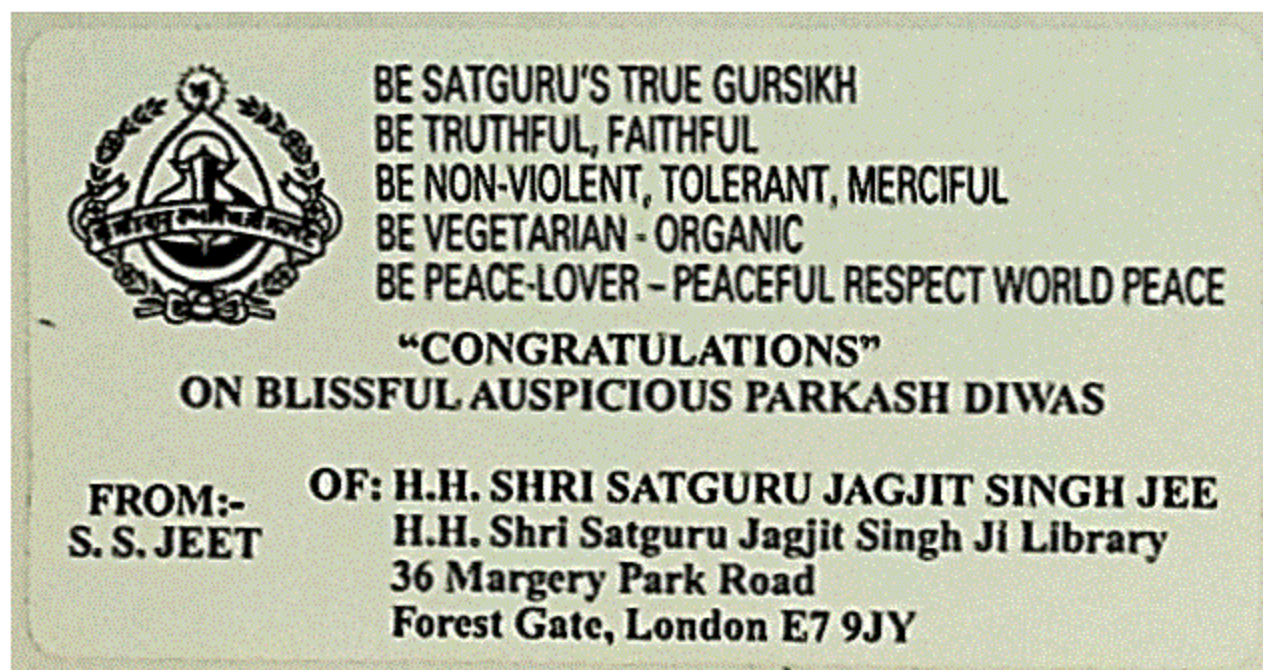 BE SATGURU'S TRUE GURSIKH
BE TRUTHFUL, FAITHFUL
BE NON-VIOLENT, TOLERANT, MERCIFUL
BE VEGETARIAN - ORGANIC
BE PEACE-LOVER – PEACEFUL RESPECT WORLD PEACE
“CONGRATULATIONS”
ON BLISSFUL AUSPICIOUS PARKASH DIWAS
FROM:-
S. S. JEET
OF: H.H. SHRI SATGURU JAGJIT SINGH JEE
H.H. Shri Satguru Jagjit Singh Ji Library
36 Margery Park Road
Forest Gate, London E7 9JY